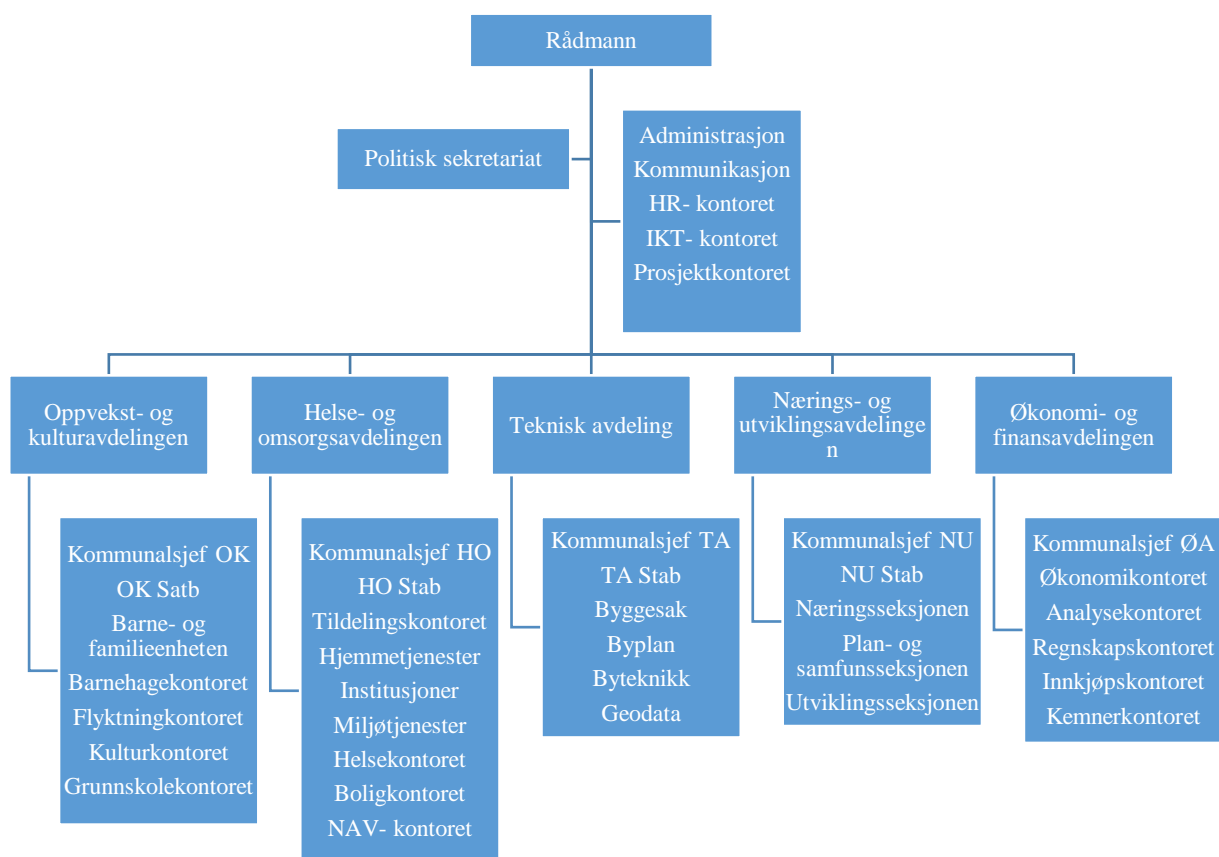 Rådmann
Politisk sekretariat
Administrasjon
Kommunikasjon
HR- kontoret
IKT- kontoret
Prosjektkontoret
Oppvekst- og
kulturavdelingen
Helse- og
omsorgsavdelingen
Teknisk avdeling
Nærings- og
utviklingsavdelinge
n
Økonomi- og
finansavdelingen
Kommunalsjef OK
OK Satb
Barne- og
familieenheten
Barnehagekontoret
Flyktningkontoret
Kulturkontoret
Grunnskolekontoret
Kommunalsjef HO
HO Stab
Tildelingskontoret
Hjemmetjenester
Institusjoner
Miljøtjenester
Helsekontoret
Boligkontoret
NAV- kontoret
Kommunalsjef TA
TA Stab
Byggesak
Byplan
Byteknikk
Geodata
Kommunalsjef NU
NU Stab
Næringsseksjonen
Plan- og
samfunsseksjonen
Utviklingsseksjonen
Kommunalsjef ØA
Økonomikontoret
Analysekontoret
Regnskapskontoret
Innkjøpskontoret
Kemnerkontoret